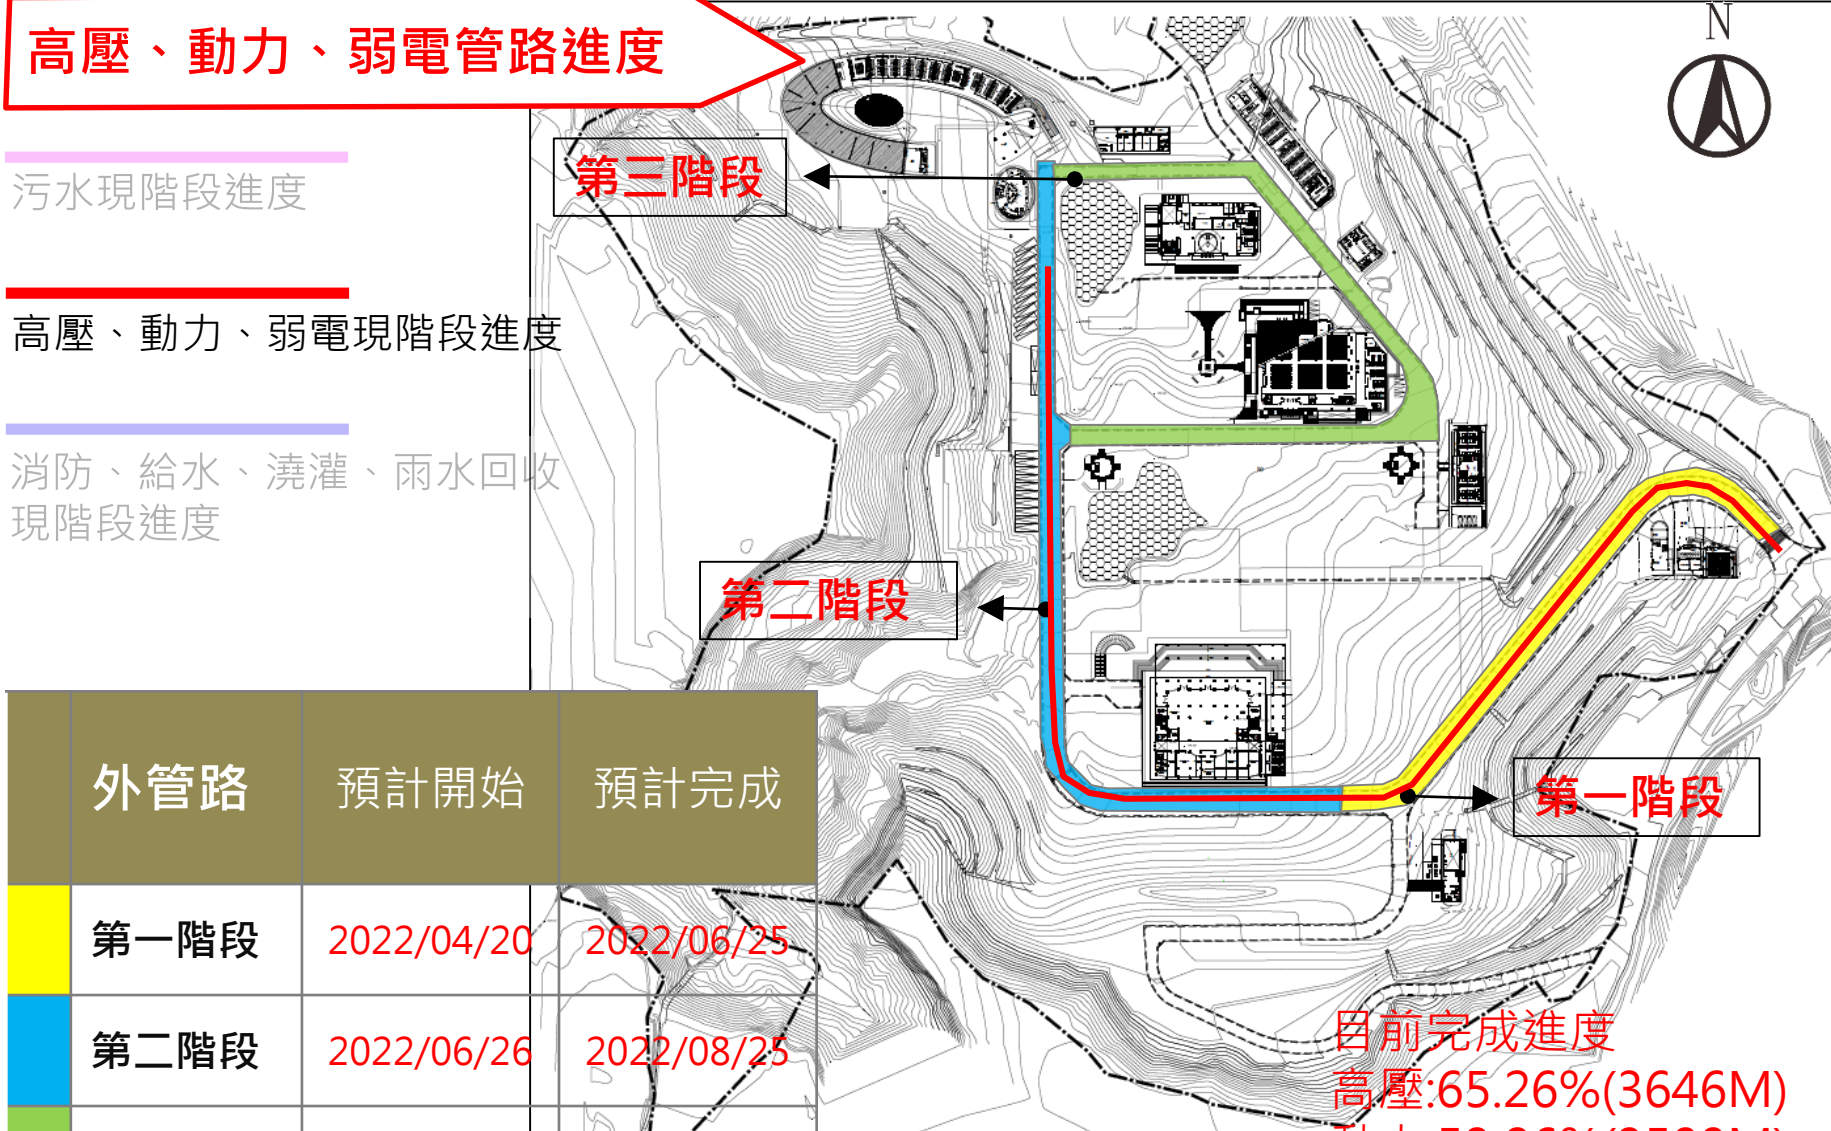 高壓、動力、弱電管路進度
N
污水現階段進度
高壓、動力、弱電現階段進度
消防、給水、澆灌、雨水回收
現階段進度
第三階段
第二階段
第一階段
外管路 預計開始 預計完成
第一階段 2022/04/20 2022/06/25
第二階段 2022/06/26 2022/08/25
目前完成進度
高壓:65.26%(3646M)